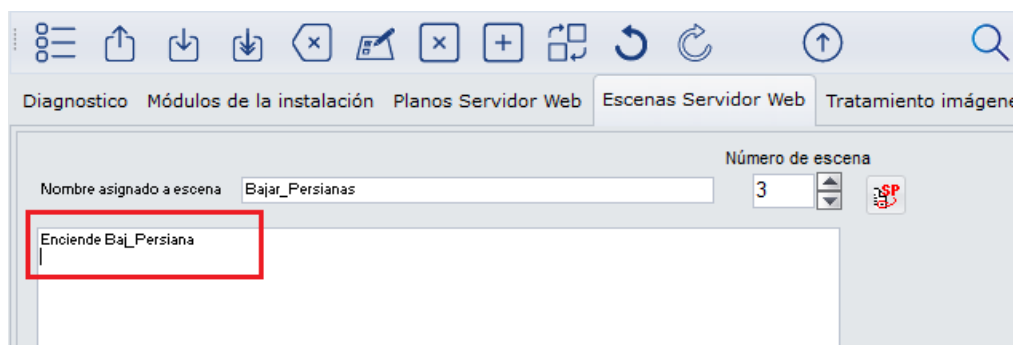 Diagnostico Módulos de la instalación Planos Servidor Web Escenas Servidor Web Tratamiento imágene
Número de escena
Nombre asignado a escena Bajar_Persianas 3 SP
Enciende Baj_Persiana